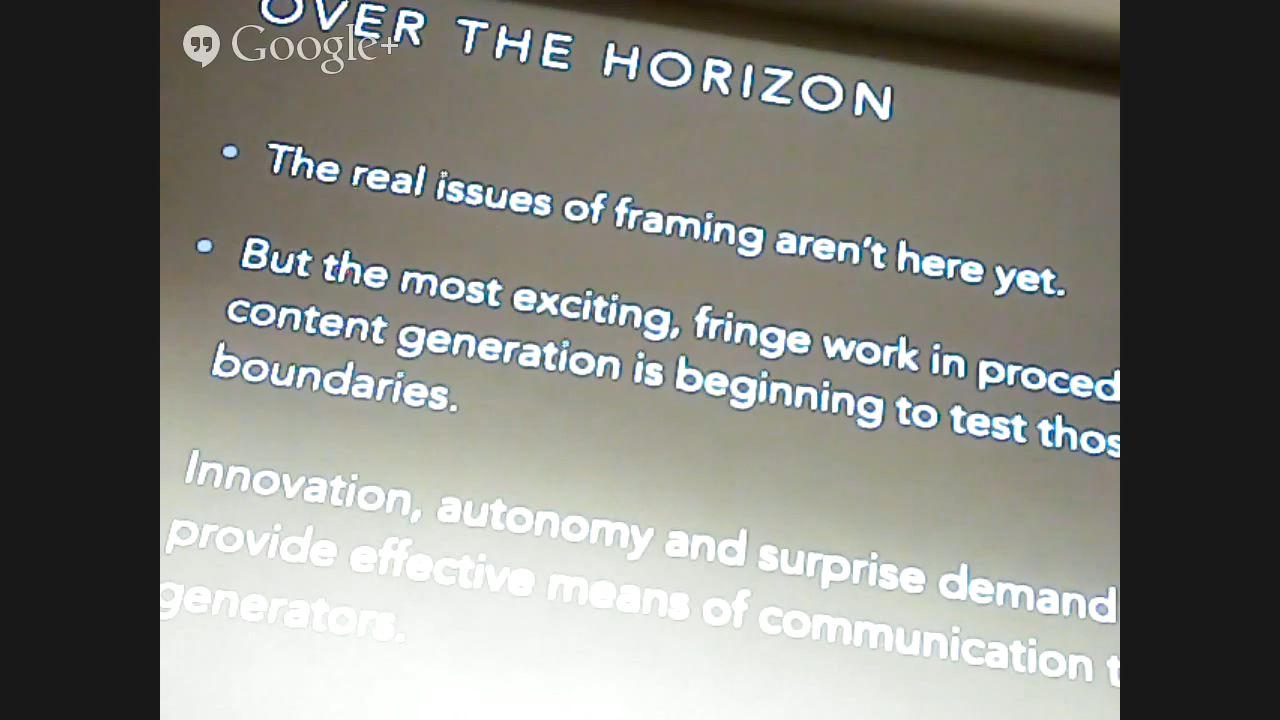 OVER THE HORIZON
Google+
• The real issues of framing aren't here yet.
• But the most exciting, fringe work in proced
content generation is beginning to test thos
boundaries.
Innovation, autonomy and surprise demand
provide effective means of communication t
generators.